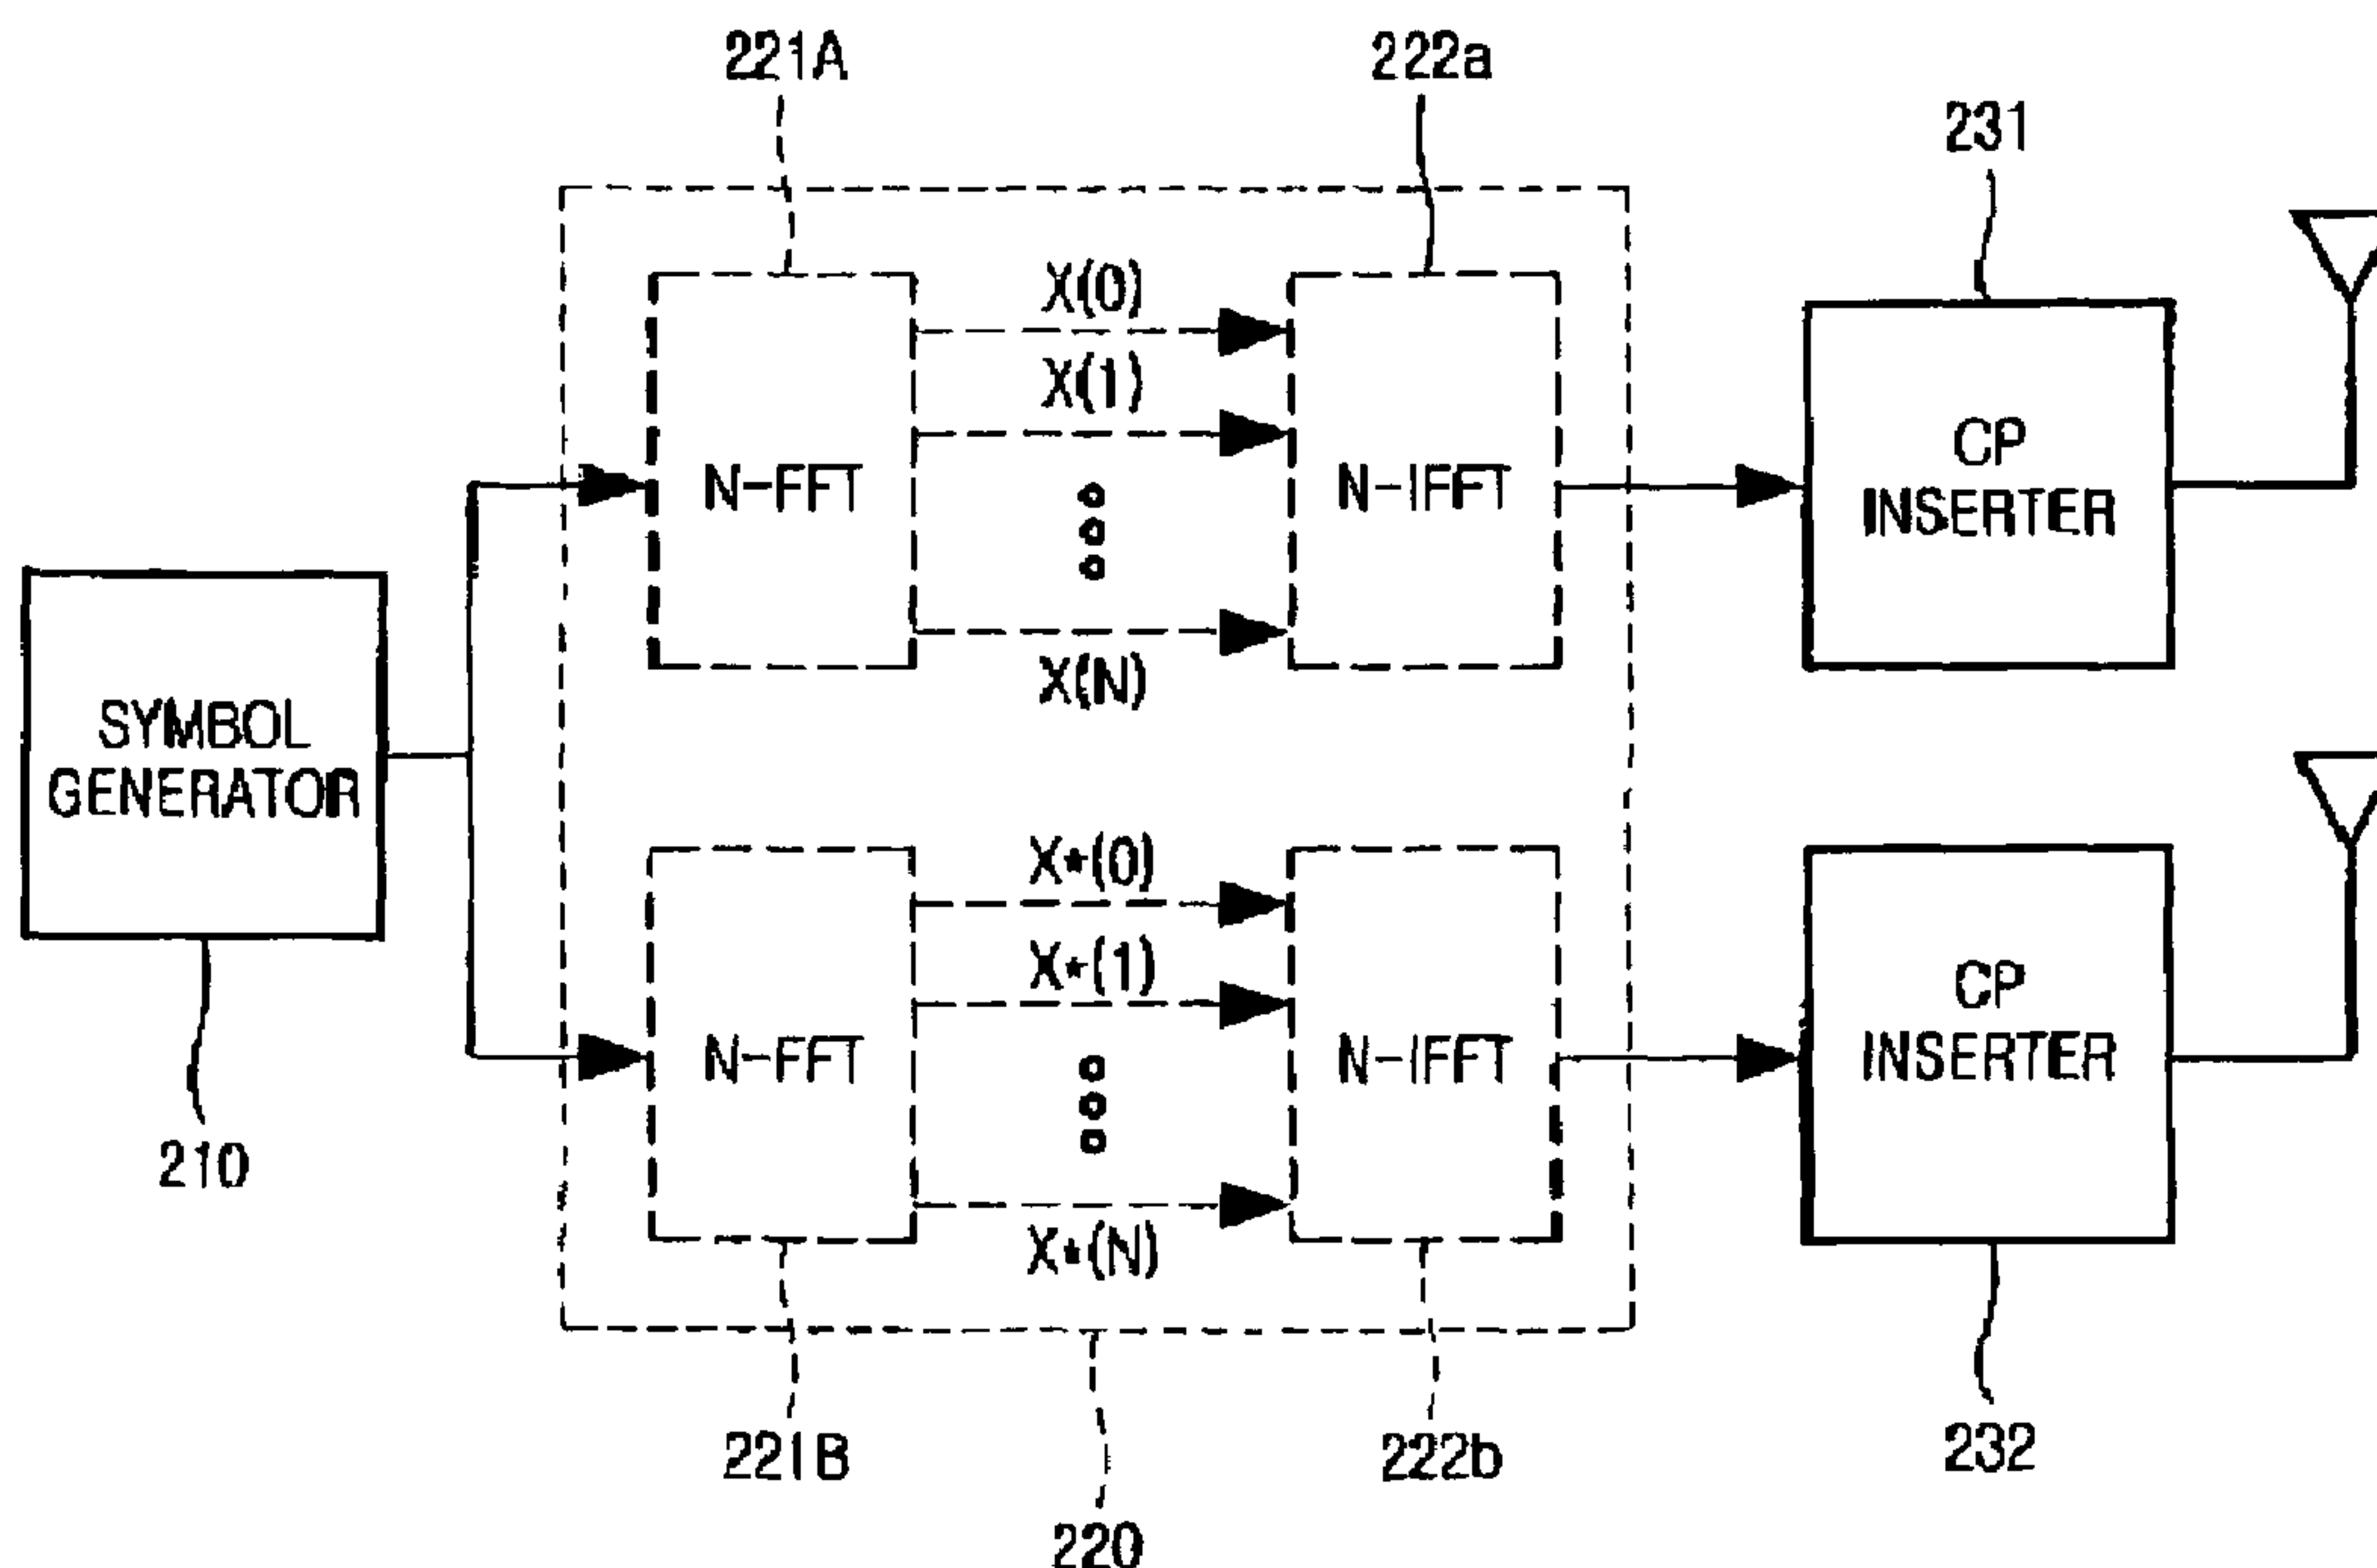 221A
222a
231
X(0)
X(1)
N-FFT
N-IFFT
CP
INSERTER
X(N)
SYMBOL
GENERATOR
X*(0)
X*(1)
N-FFT
N-IFFT
CP
INSERTER
X*(N)
210
221B
222b
232
220